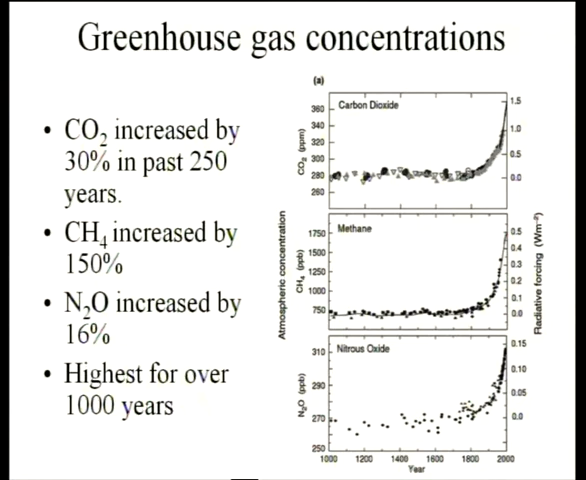 Greenhouse gas concentrations
• CO₂ increased by
30% in past 250
years.
• CH₄ increased by
150%
• N₂O increased by
16%
• Highest for over
1000 years
(a)
Carbon Dioxide
CO₂ (ppm)
360
340
320
300
280
260
1.5
1.0
0.5
0.0
Methane
Atmospheric concentration
CH₄ (ppb)
1750
1500
1250
1000
750
0.5
0.4
0.3
0.2
0.1
0.0
Radiative forcing (Wm⁻²)
Nitrous Oxide
N₂O (ppb)
310
290
270
250
0.15
0.10
0.05
0.0
1000 1200 1400 1600 1800 2000
Year